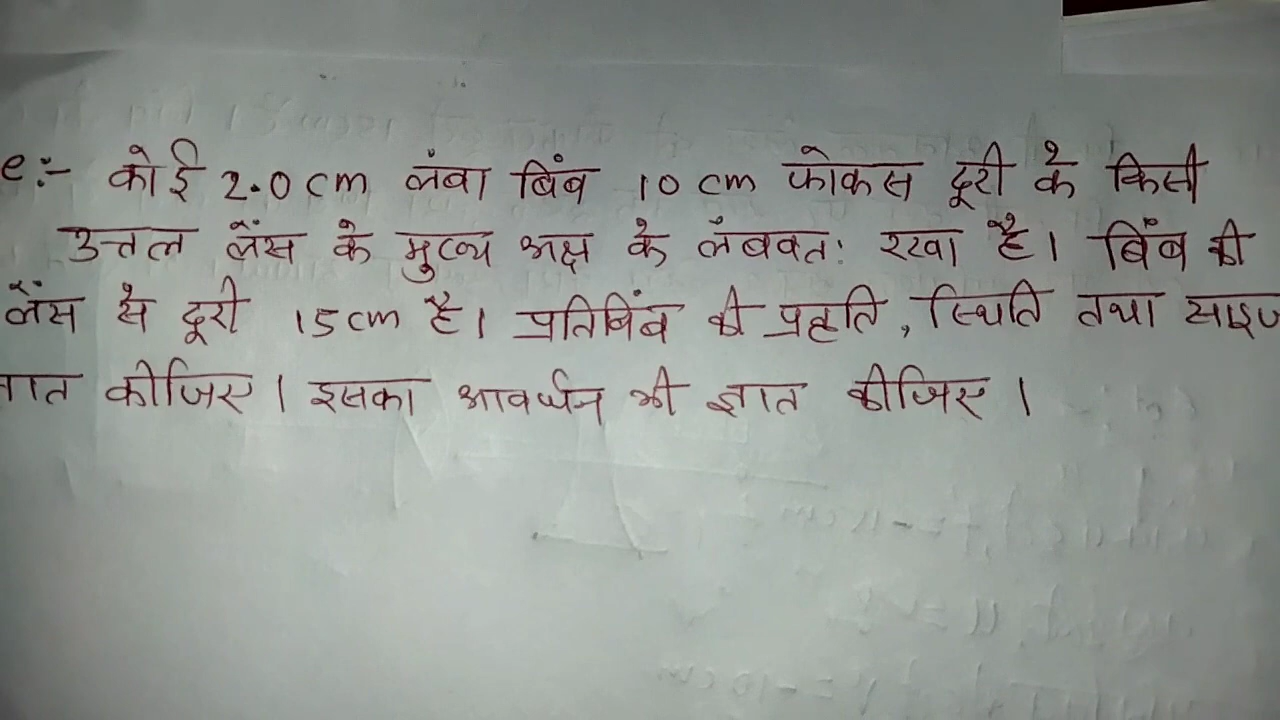 e:- कोई 2.0 cm लंबा बिंब 10 cm फोकस दूरी के किसी
उत्तल लेंस के मुख्य अक्ष के लंबवत: रखा है। बिंब की
लेंस से दूरी 15 cm है। प्रतिबिंब की प्रकृति, स्थिति तथा साइज
ज्ञात कीजिए। इसका आवर्धन भी ज्ञात कीजिए।